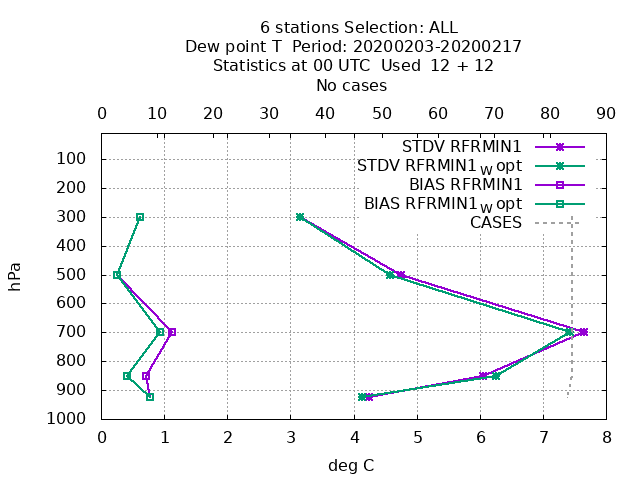 6 stations Selection: ALL
Dew point T  Period: 20200203-20200217
Statistics at 00 UTC  Used  12 + 12
No cases
0 10 20 30 40 50 60 70 80 90
STDV RFRMIN1
STDV RFRMIN1w opt
BIAS RFRMIN1
BIAS RFRMIN1w opt
CASES
100
200
300
400
500
600
700
800
900
1000
hPa
0 1 2 3 4 5 6 7 8
deg C